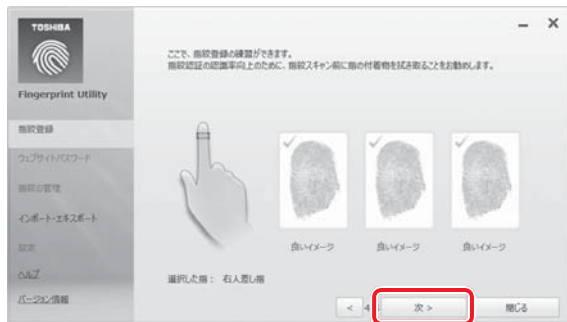 TOSHIBA
Fingerprint Utility
指紋登録
ウェブサイトパスワード
指紋の管理
インポート・エキスポート
設定
ヘルプ
バージョン情報
ここで、指紋登録の練習ができます。
指紋認証の認識率向上のために、指紋スキャン前に指の付着物を拭き取ることをお勧めします。
良いイメージ
良いイメージ
良いイメージ
選択した指： 右人差し指
< 4 次 > 閉じる